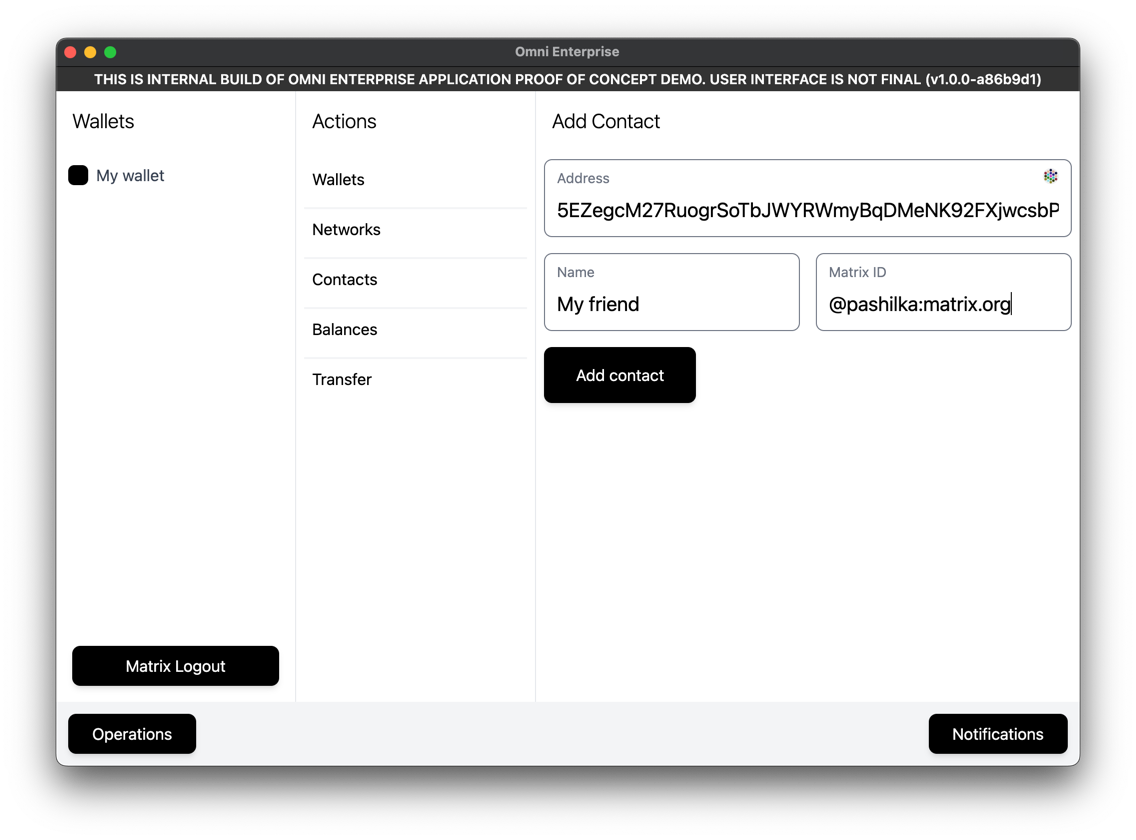 Omni Enterprise
THIS IS INTERNAL BUILD OF OMNI ENTERPRISE APPLICATION PROOF OF CONCEPT DEMO. USER INTERFACE IS NOT FINAL (v1.0.0-a86b9d1)
Wallets
My wallet
Matrix Logout
Actions
Wallets
Networks
Contacts
Balances
Transfer
Add Contact
Address
5EZegcM27RuogrSoTbJWYRWmyBqDMeNK92FXjwcsbP
Name
My friend
Matrix ID
@pashilka:matrix.org
Add contact
Operations
Notifications